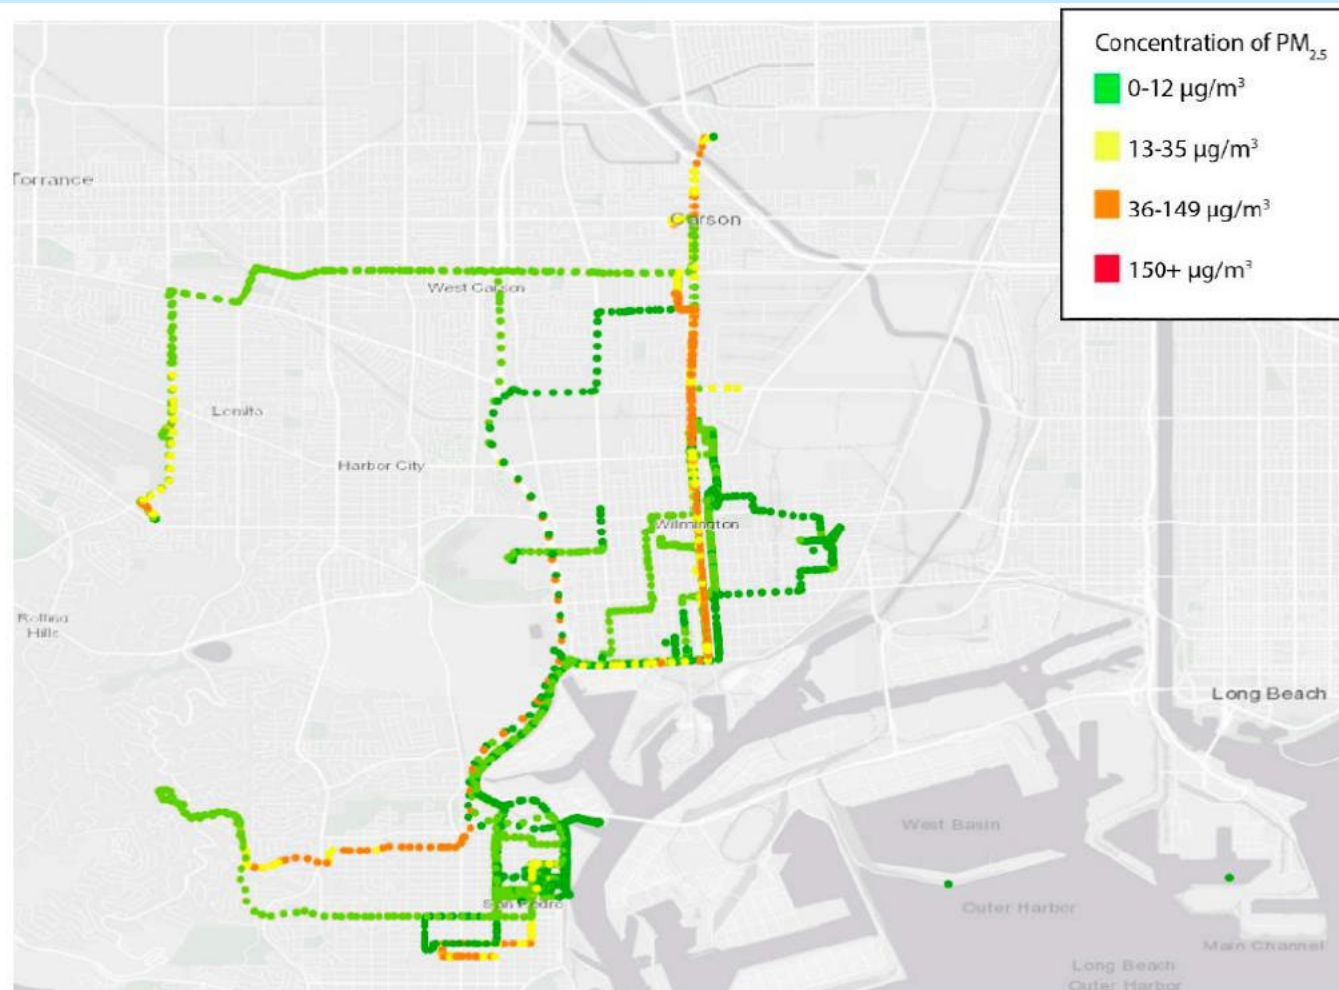 Concentration of PM2.5
0-12 µg/m³
13-35 µg/m³
36-149 µg/m³
150+ µg/m³
Torrance
Carson
West Carson
Lomita
Harbor City
Wilmington
Rolling
Hills
Long Beach
West Basin
San Pedro
Outer Harbor
Main Channel
Long Beach
Outer Harbor